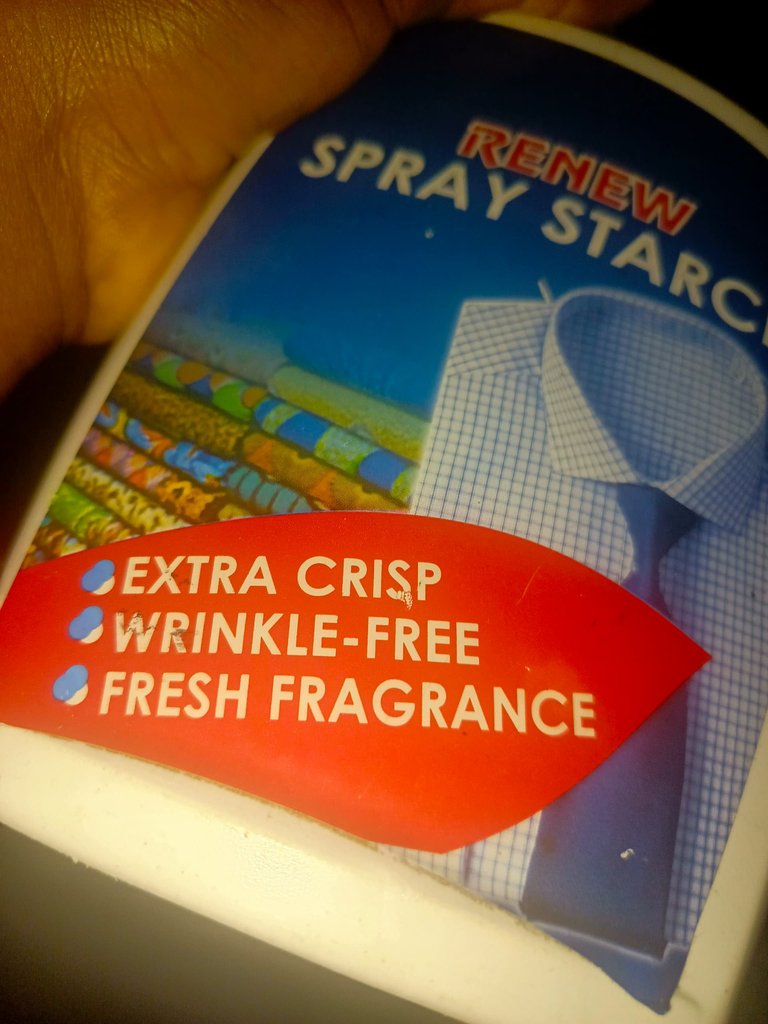 RENEW
SPRAY STARC
EXTRA CRISP
WRINKLE-FREE
FRESH FRAGRANCE